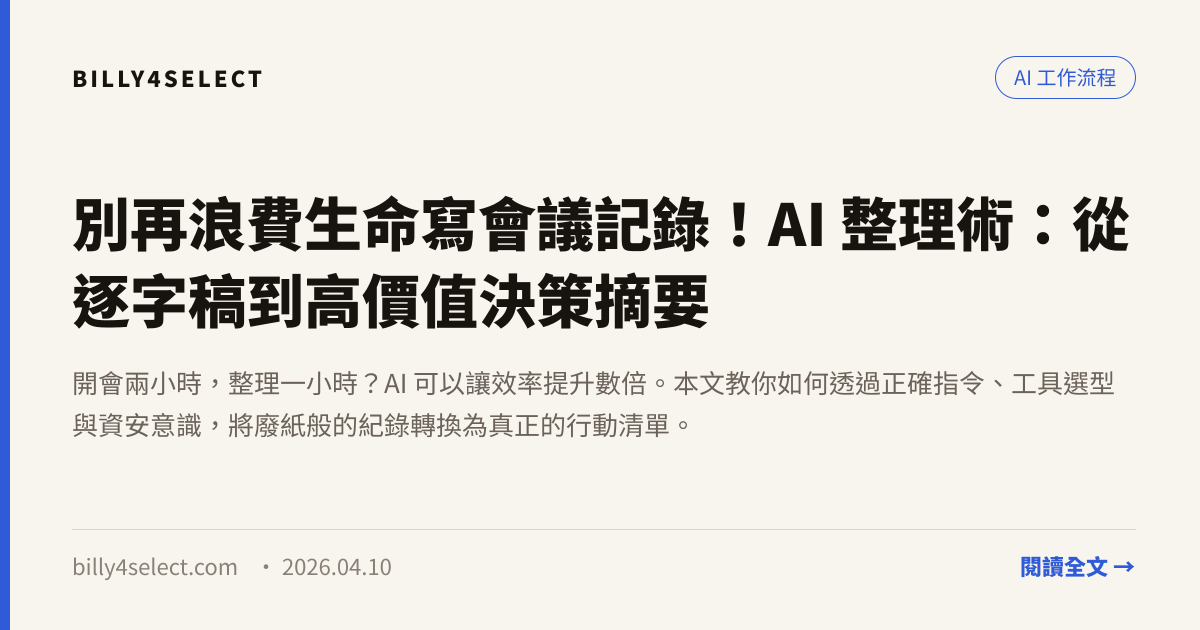 BILLY4SELECT
AI 工作流程
別再浪費生命寫會議記錄！AI 整理術：從
逐字稿到高價值決策摘要
開會兩小時，整理一小時？AI 可以讓效率提升數倍。本文教你如何透過正確指令、工具選型
與資安意識，將廢紙般的紀錄轉換為真正的行動清單。
billy4select.com ・ 2026.04.10
閱讀全文 →